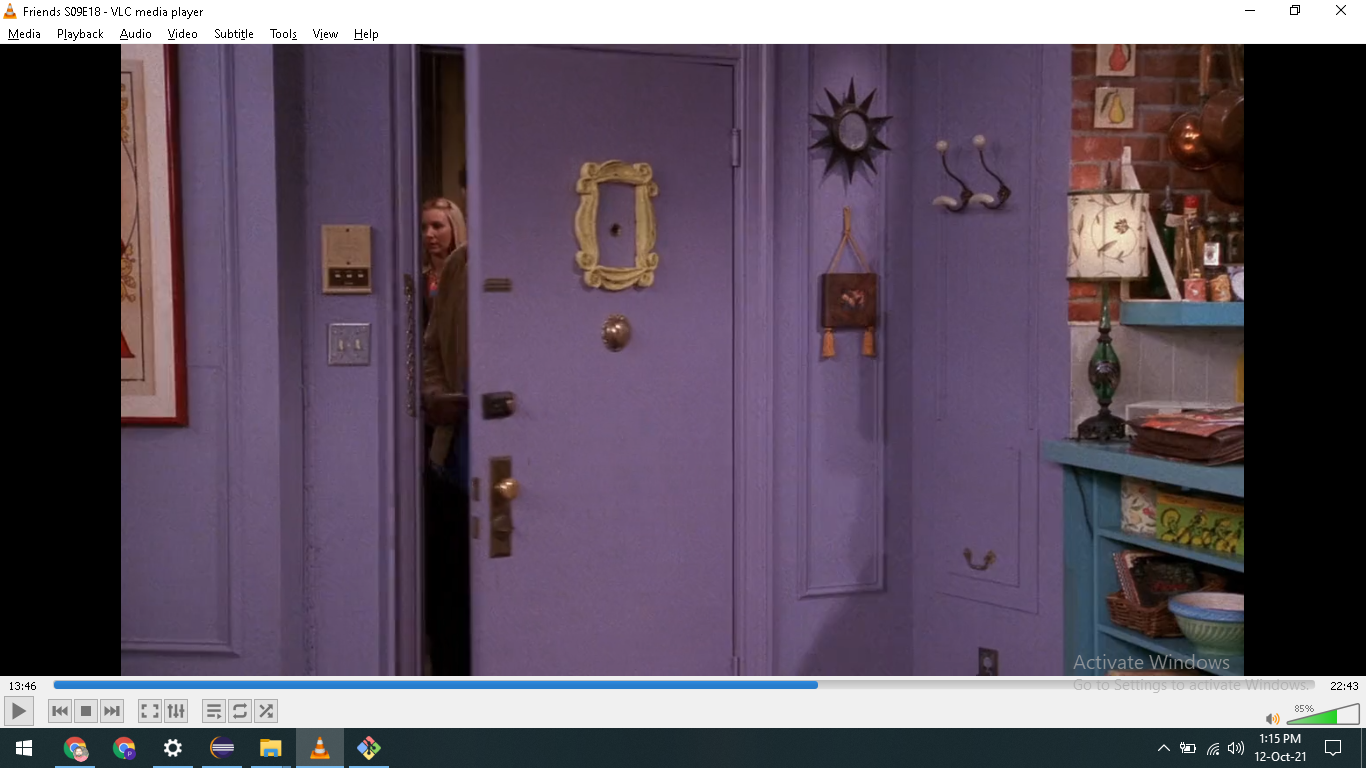 Friends S09E18 - VLC media player
Media Playback Audio Video Subtitle Tools View Help
Activate Windows
Go to Settings to activate Windows.
13:46
22:43
85%
1:15 PM
12-Oct-21